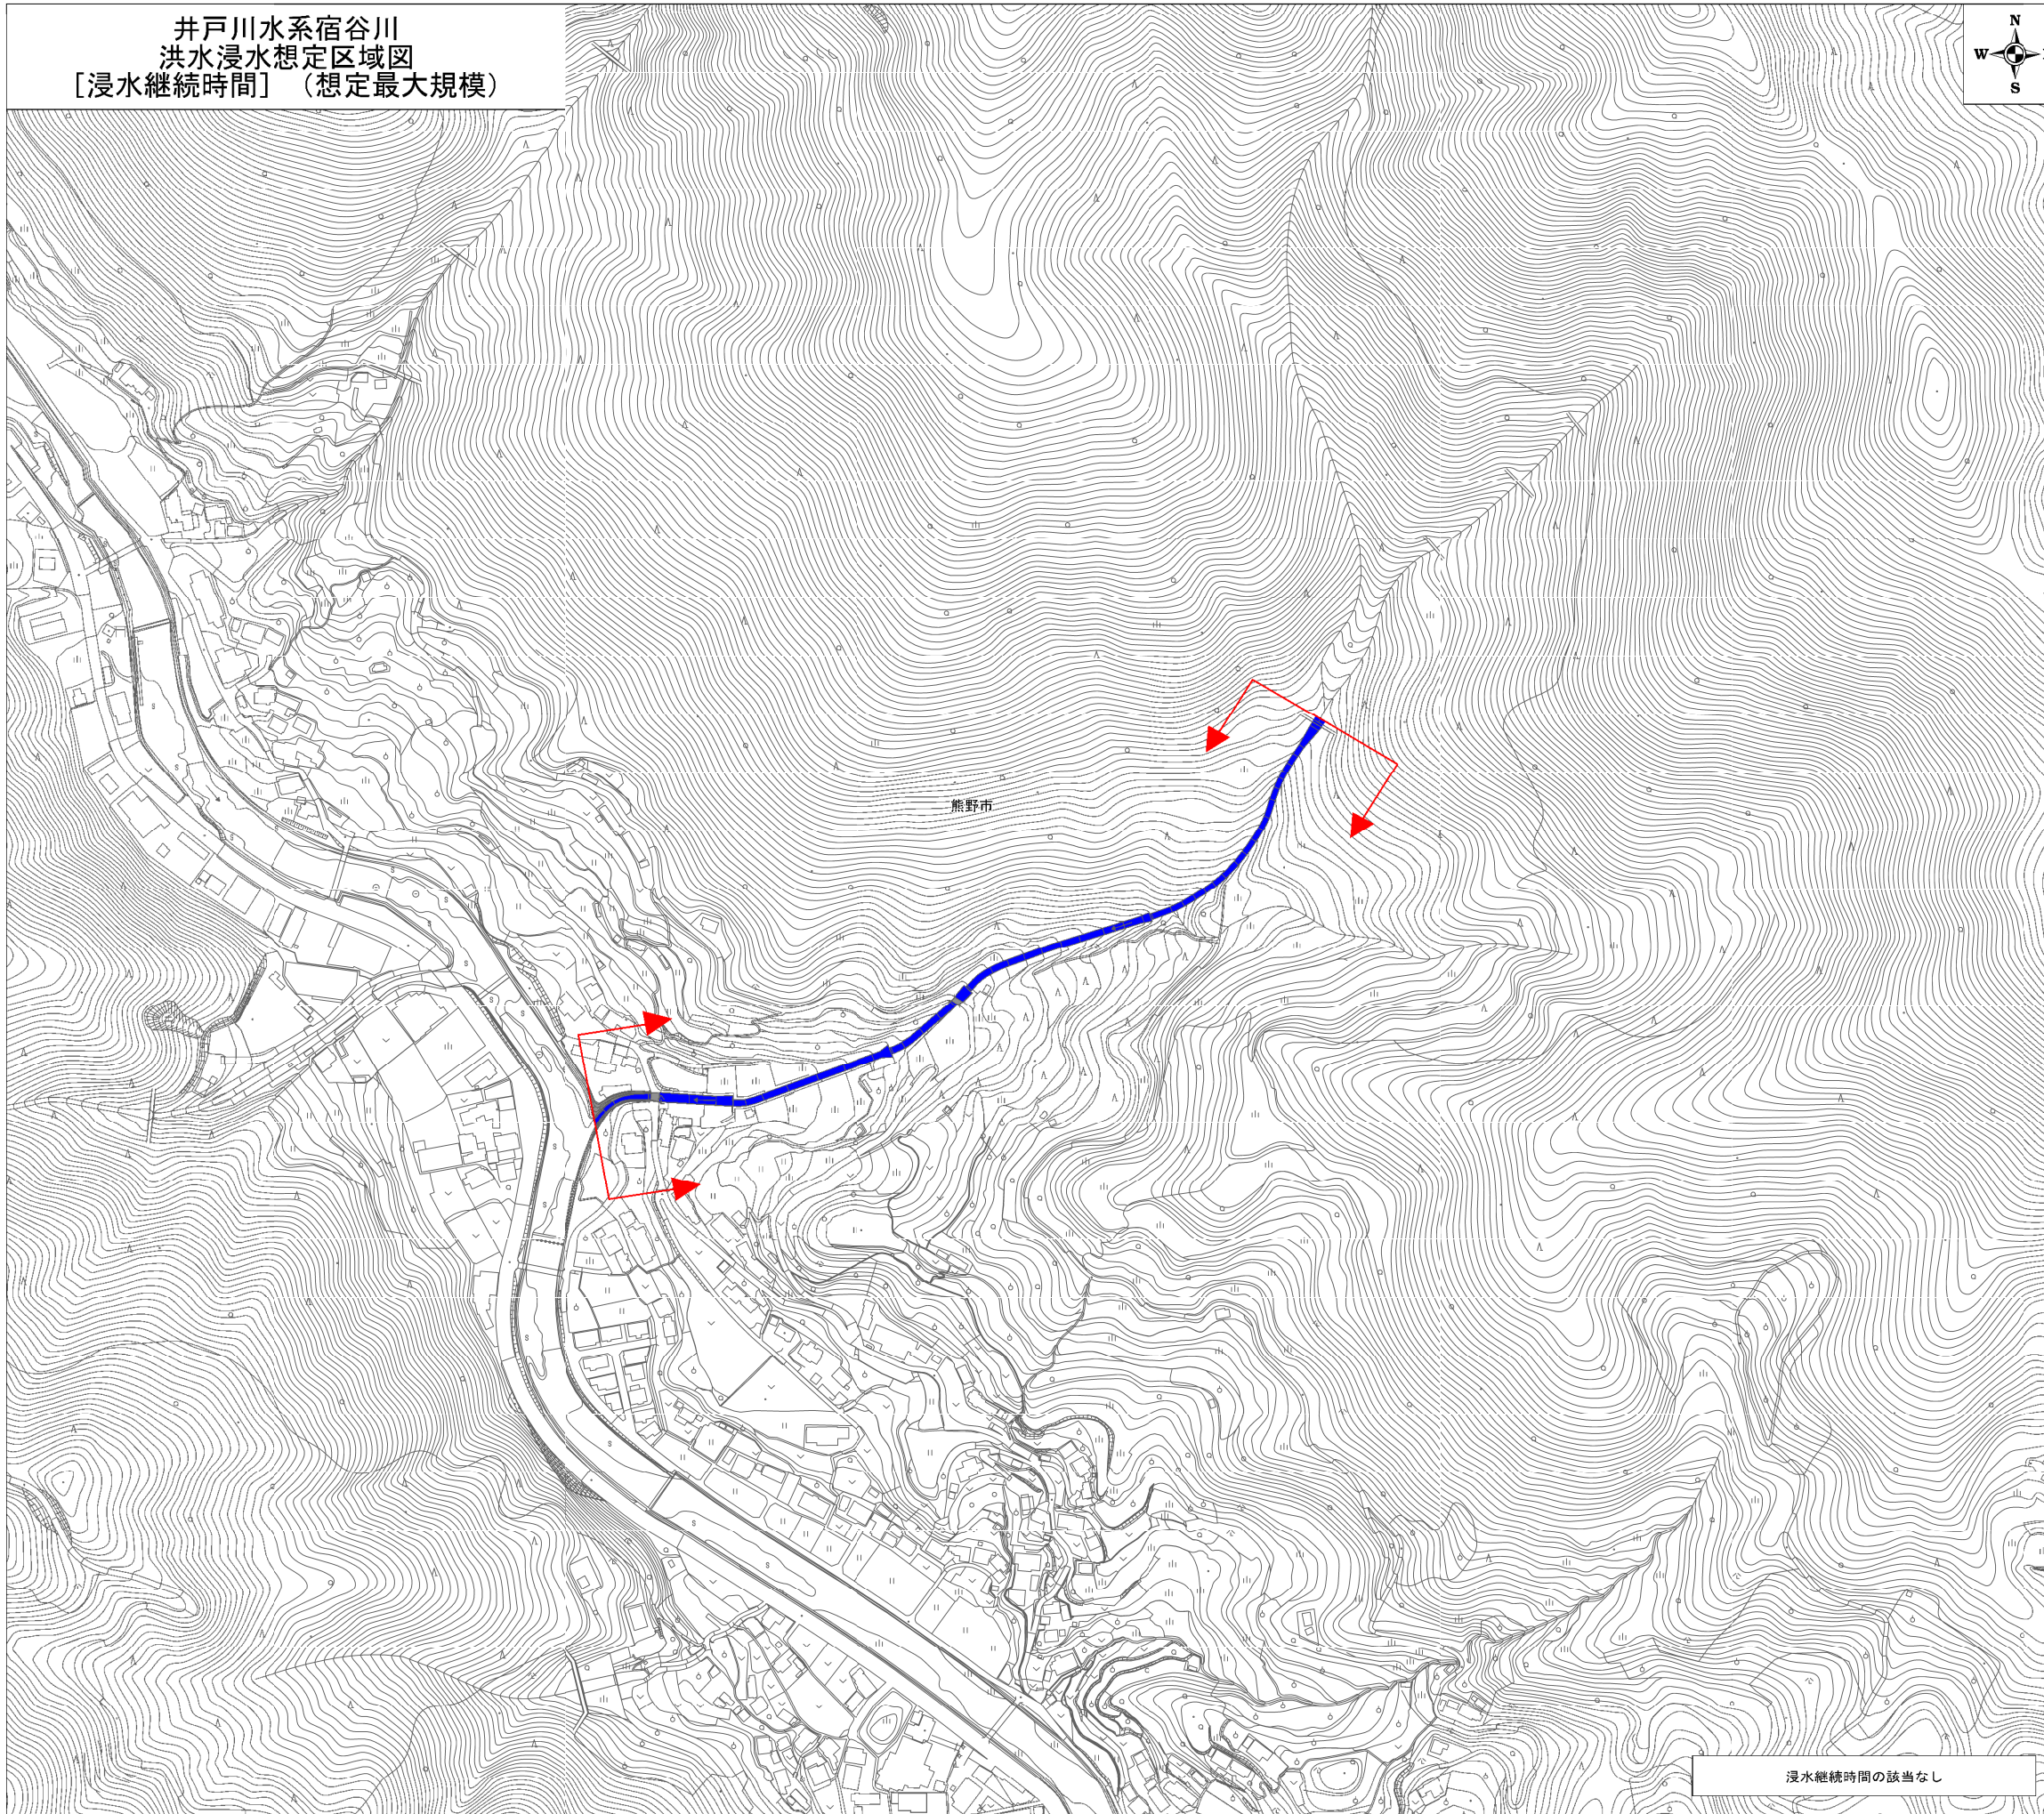 井戸川水系宿谷川
洪水浸水想定区域図
［浸水継続時間］（想定最大規模）
N
W
S
熊野市
浸水継続時間の該当なし